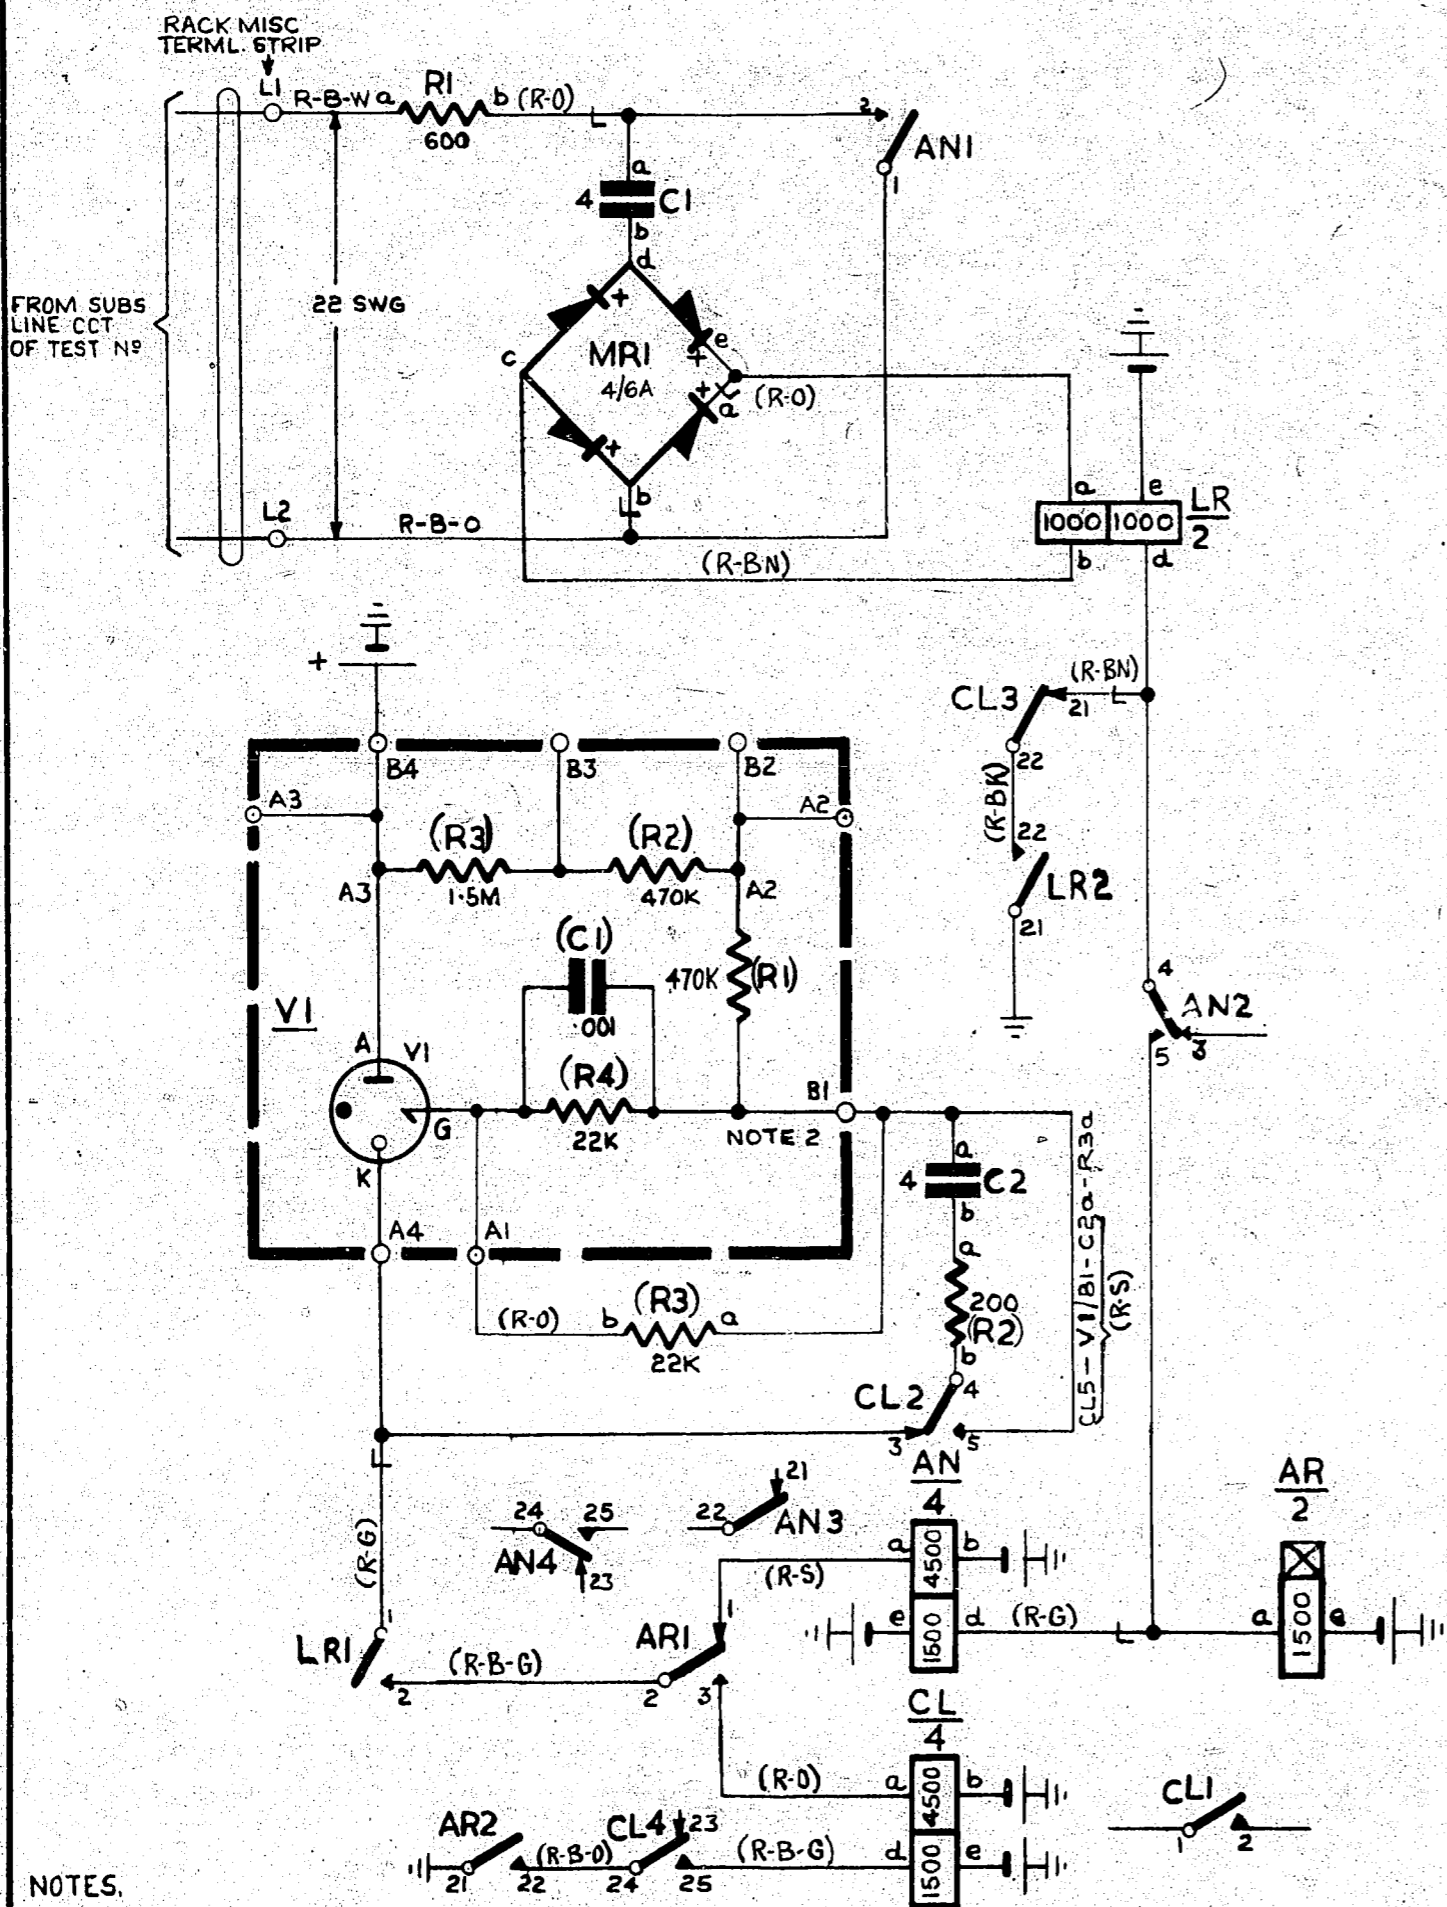 RACK MISC
TERML. STRIP
L1
R-B-W a
R1
600
b (R-O)
2
AN1
1
a
4
C1
b
d
+
FROM SUBS
LINE CCT
OF TEST Nº
22 SWG
c
MR1
4/6A
e
+
+
a
(R-O)
+
b
L2
R-B-O
(R-BN)
a
e
1000
1000
LR
2
b
d
+
(R-BN)
CL3
21
22
(R-BK)
22
LR2
21
B4
B3
B2
A3
A2
(R3)
1·5M
(R2)
470K
A3
A2
(C1)
·001
470K
(R1)
V1
A
V1
(R4)
22K
G
K
B1
NOTE 2
A4
A1
(R-O)
b
(R3)
a
22K
4
AN2
5
3
a
4
C2
b
a
200
(R2)
b
CL5-V1/B1-C2a-R3a
(R-S)
CL2
4
3
5
AN
4
a
4500
b
(R-S)
e
1500
d
(R-G)
AR
2
a
1500
e
21
22
AN3
24
25
AN4
23
(R-G)
1
LR1
2
(R-B-G)
AR1
1
2
3
CL
4
(R-O)
a
4500
b
d
1500
e
CL1
1
2
AR2
21
22
(R-B-O)
CL4
23
24
25
(R-B-G)
NOTES.